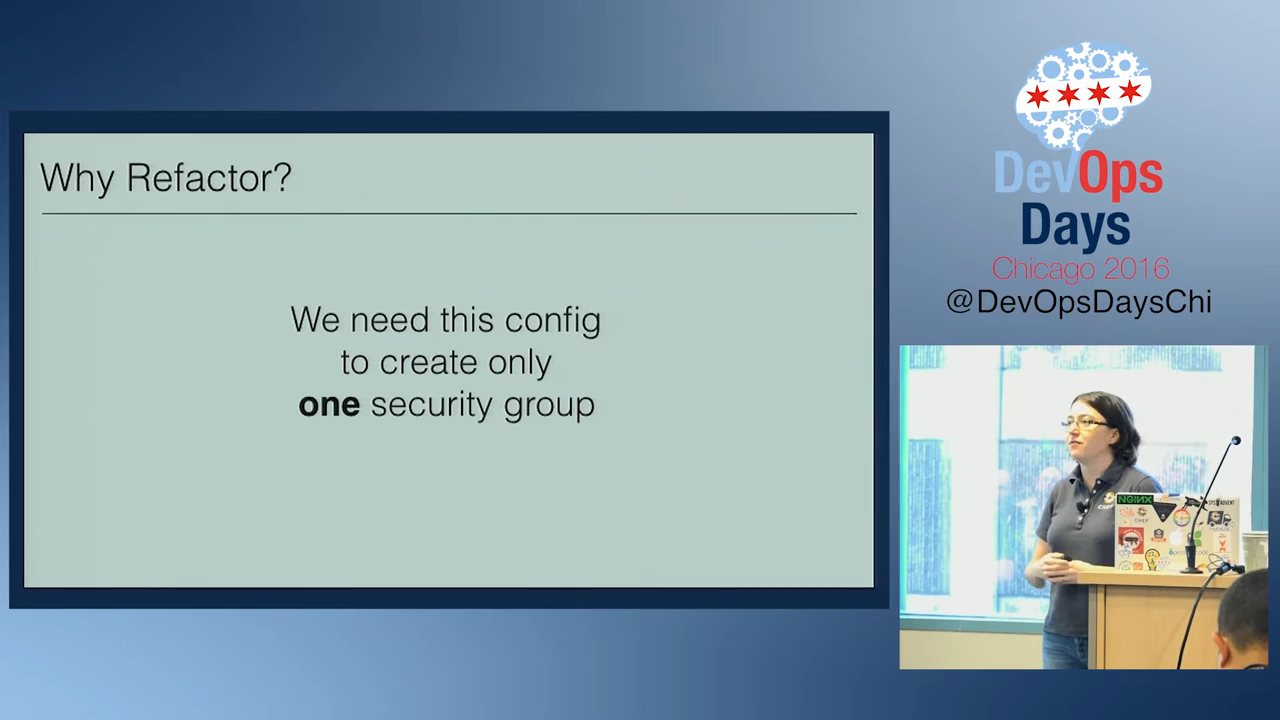 Why Refactor?
We need this config
to create only
one security group
DevOps
Days
Chicago 2016
@DevOpsDaysChi
CHEF
NGINX
CHEF